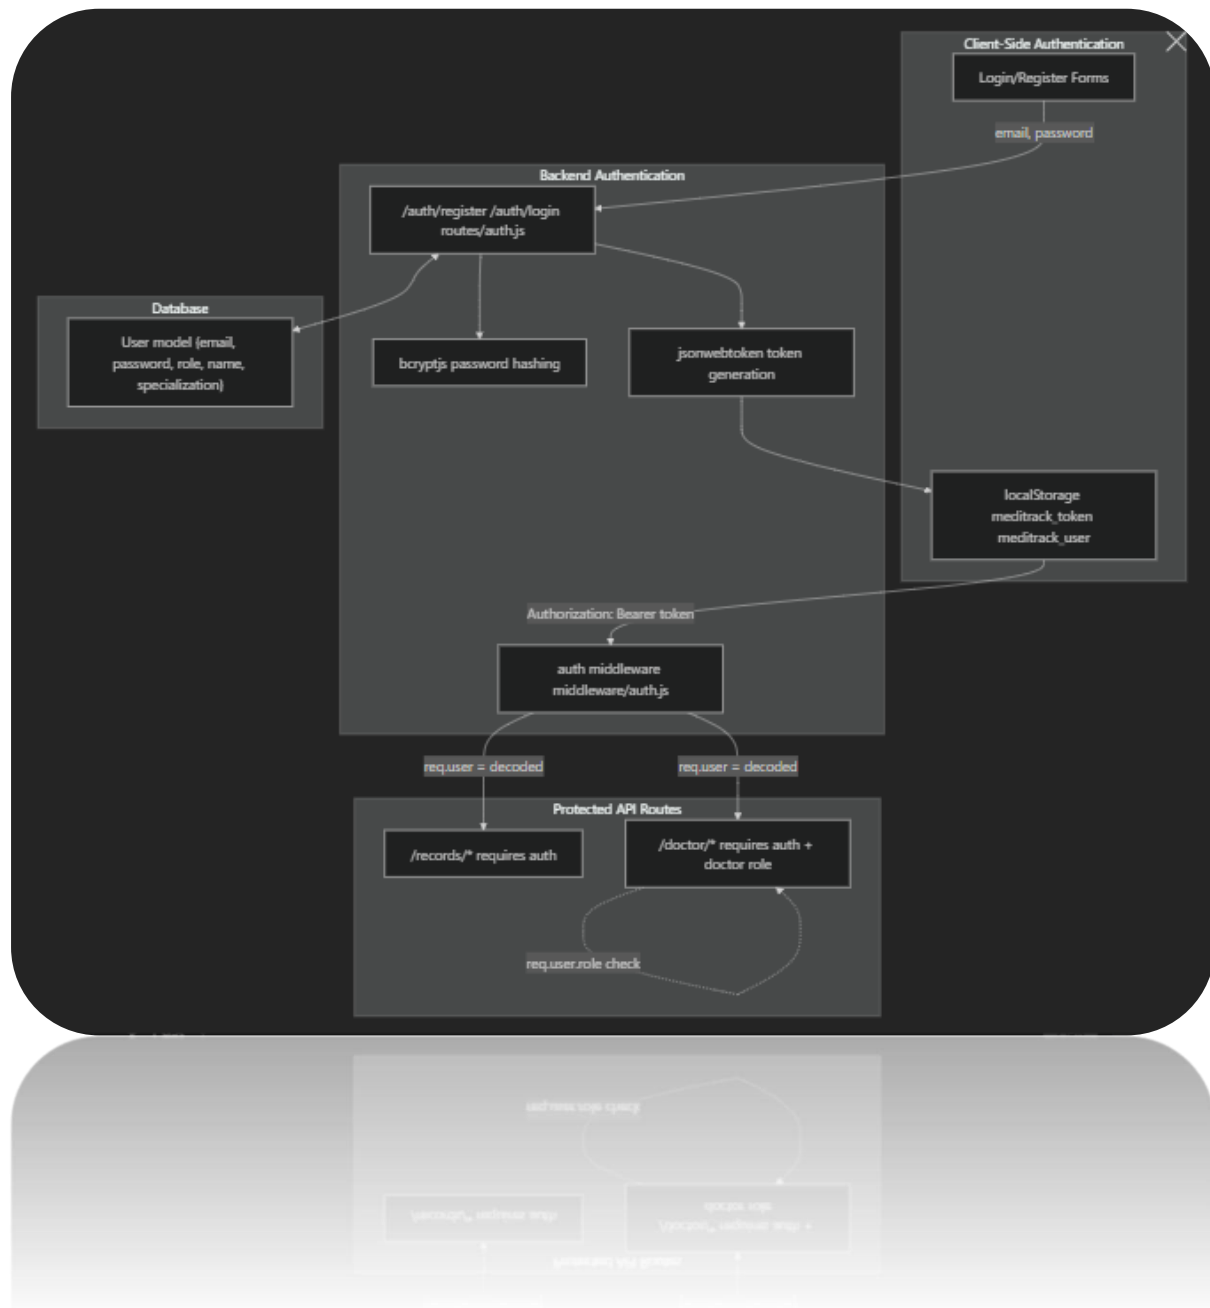 Client-Side Authentication
Login/Register Forms
email, password
Backend Authentication
/auth/register /auth/login
routes/auth.js
Database
User model (email,
password, role, name,
specialization)
bcryptjs password hashing
jsonwebtoken token
generation
localStorage
meditrack_token
meditrack_user
Authorization: Bearer token
auth middleware
middleware/auth.js
req.user = decoded
req.user = decoded
Protected API Routes
/records/* requires auth
/doctor/* requires auth +
doctor role
req.user.role check